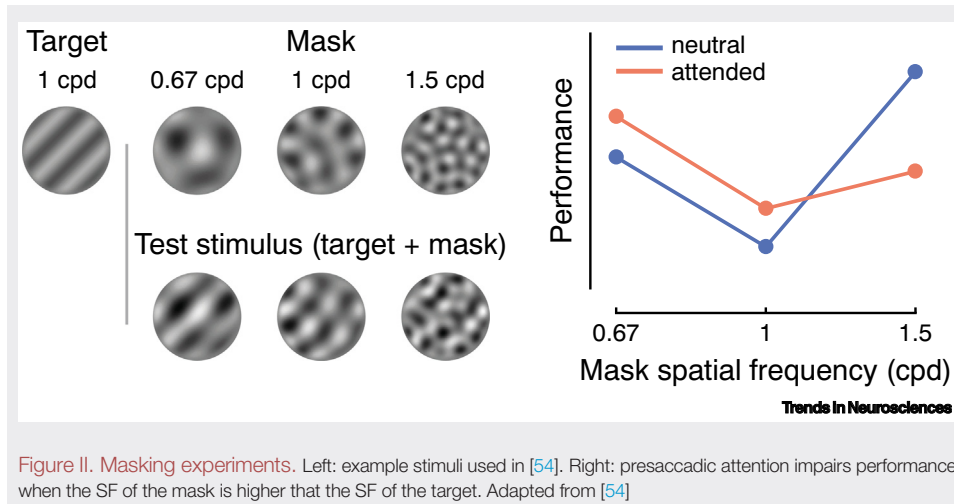 Target
Mask
1 cpd
0.67 cpd
1 cpd
1.5 cpd
Test stimulus (target + mask)
neutral
attended
Performance
0.67
1
1.5
Mask spatial frequency (cpd)
Trends in Neurosciences
Figure II. Masking experiments. Left: example stimuli used in [54]. Right: presaccadic attention impairs performance
when the SF of the mask is higher that the SF of the target. Adapted from [54]